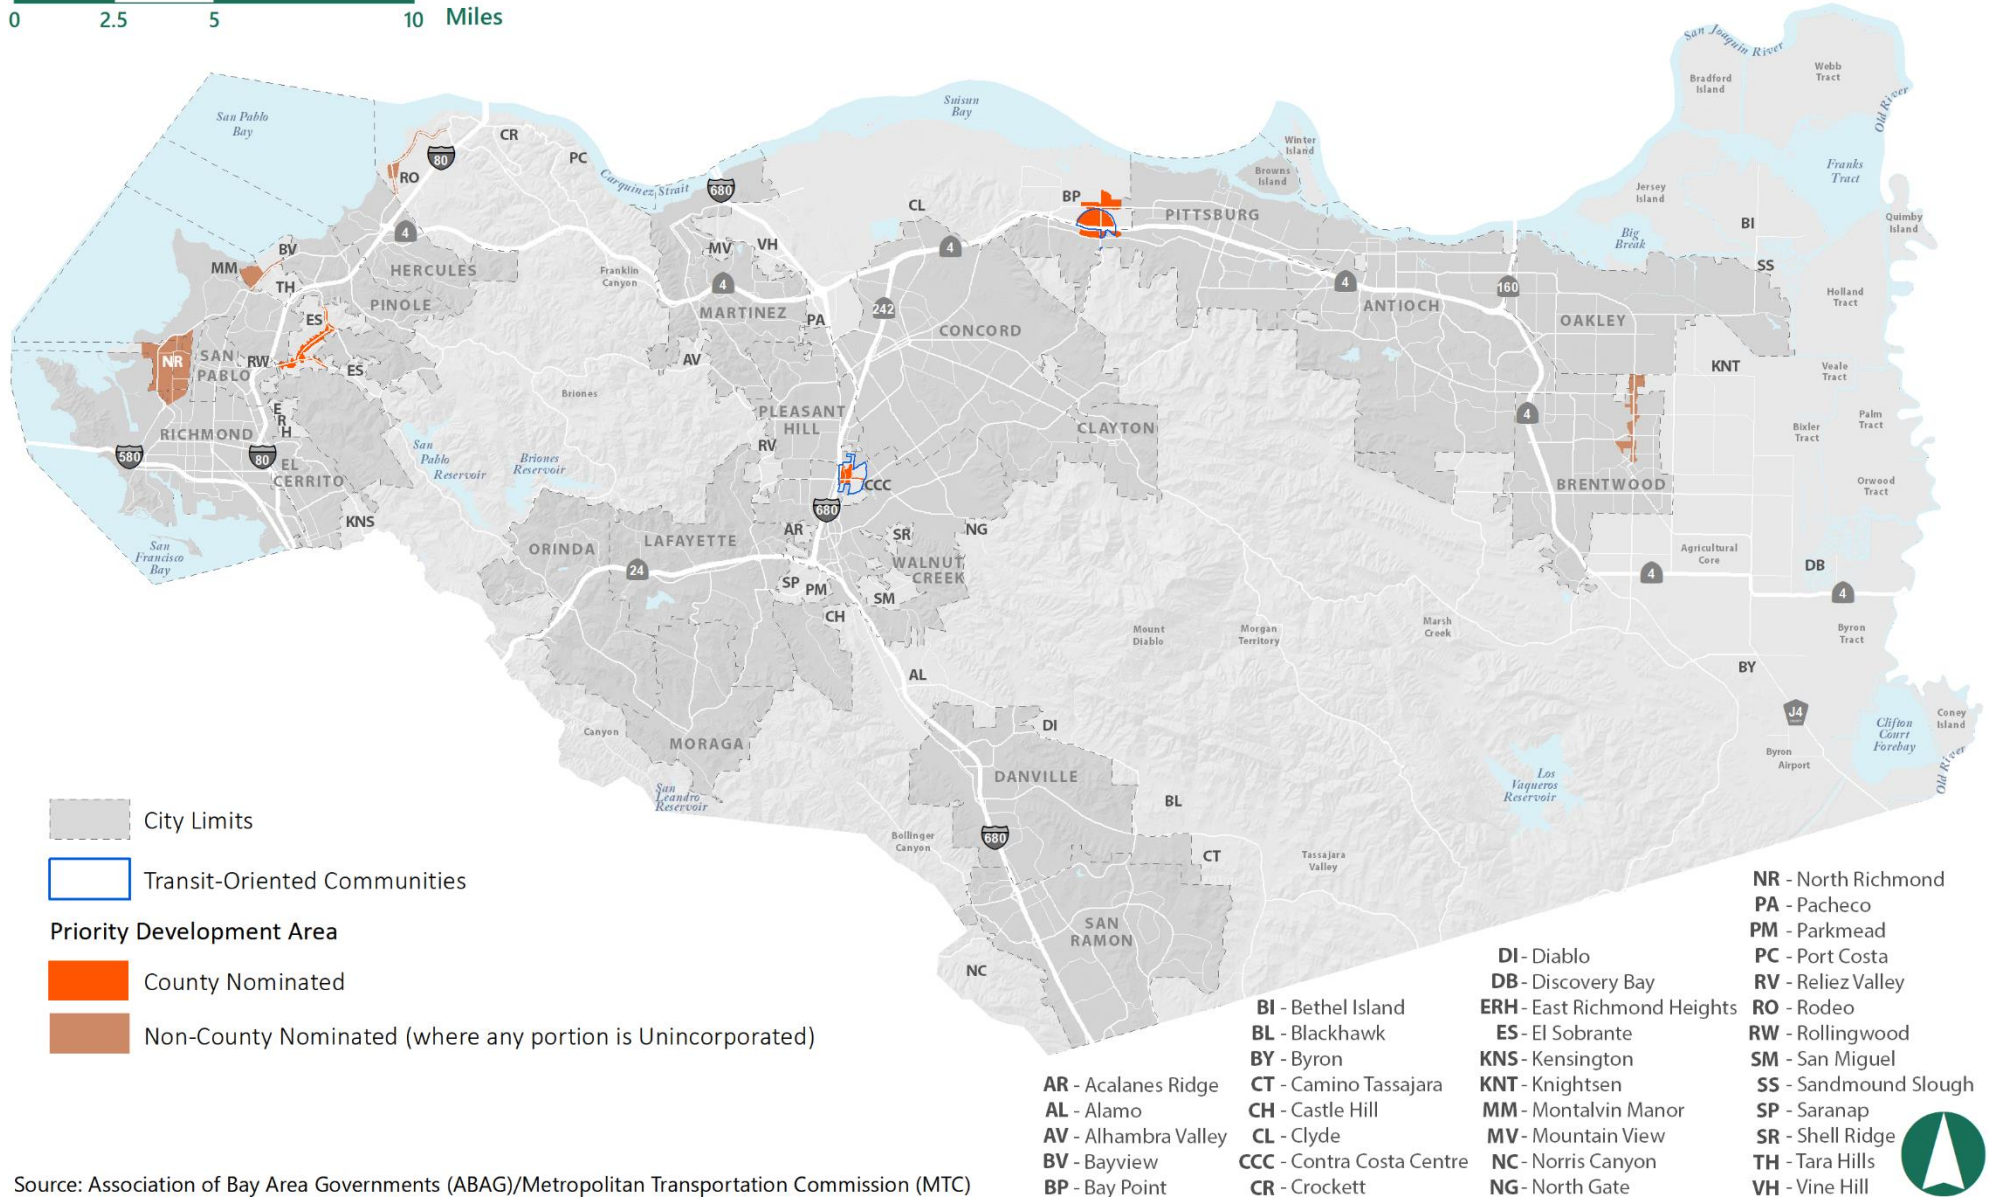 0 2.5 5 10 Miles
San Joaquin River
Webb
Tract
Bradford
Island
Old River
San Pablo
Bay
Suisun
Bay
CR
PC
80
RO
Carquinez Strait
680
Winter
Island
Browns
Island
Franks
Tract
Jersey
Island
BP
CL
PITTSBURG
BI
Quimby
Island
Big
Break
4
BV
MV
VH
4
MM
HERCULES
Franklin
Canyon
SS
TH
4
4
160
Holland
Tract
PINOLE
MARTINEZ
242
ANTIOCH
OAKLEY
ES
PA
CONCORD
NR
SAN
PABLO
RW
ES
AV
KNT
Veale
Tract
Briones
E
R
H
PLEASANT
HILL
4
Palm
Tract
CLAYTON
Bixler
Tract
RICHMOND
580
80
EL
CERRITO
San
Pablo
Reservoir
Briones
Reservoir
RV
CCC
BRENTWOOD
Orwood
Tract
680
KNS
AR
SR
NG
San
Francisco
Bay
ORINDA
LAFAYETTE
24
WALNUT
CREEK
Agricultural
Core
DB
4
4
SP
PM
SM
CH
Mount
Diablo
Morgan
Territory
Marsh
Creek
Byron
Tract
AL
BY
J4
Coney
Island
Clifton
Court
Forebay
Canyon
MORAGA
DI
Byron
Airport
Old River
DANVILLE
Los
Vaqueros
Reservoir
San
Leandro
Reservoir
BL
680
Bollinger
Canyon
CT
Tassajara
Valley
SAN
RAMON
NC
City Limits
Transit-Oriented Communities
Priority Development Area
County Nominated
Non-County Nominated (where any portion is Unincorporated)
AR - Acalanes Ridge
AL - Alamo
AV - Alhambra Valley
BV - Bayview
BP - Bay Point
BI - Bethel Island
BL - Blackhawk
BY - Byron
CT - Camino Tassajara
CH - Castle Hill
CL - Clyde
CCC - Contra Costa Centre
CR - Crockett
DI - Diablo
DB - Discovery Bay
ERH - East Richmond Heights
ES - El Sobrante
KNS - Kensington
KNT - Knightsen
MM - Montalvin Manor
MV - Mountain View
NC - Norris Canyon
NG - North Gate
NR - North Richmond
PA - Pacheco
PM - Parkmead
PC - Port Costa
RV - Reliez Valley
RO - Rodeo
RW - Rollingwood
SM - San Miguel
SS - Sandmound Slough
SP - Saranap
SR - Shell Ridge
TH - Tara Hills
VH - Vine Hill
Source: Association of Bay Area Governments (ABAG)/Metropolitan Transportation Commission (MTC)